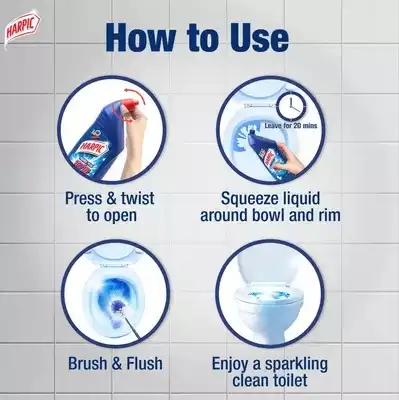 HARPIC
How to Use
HARPIC
Leave for 20 mins
Press & twist
to open
Squeeze liquid
around bowl and rim
Brush & Flush
Enjoy a sparkling
clean toilet